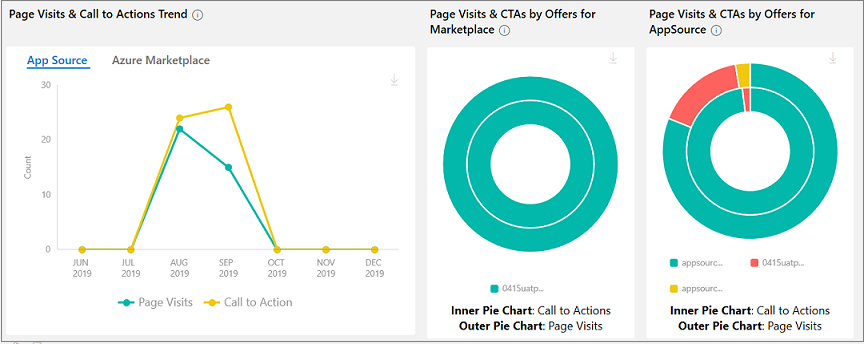 Page Visits & Call to Actions Trend
App Source Azure Marketplace
30
20
10
0
Count
JUN 2019
JUL 2019
AUG 2019
SEP 2019
OCT 2019
NOV 2019
DEC 2019
Page Visits Call to Action
Page Visits & CTAs by Offers for
Marketplace
0415uatp...
Inner Pie Chart: Call to Actions
Outer Pie Chart: Page Visits
Page Visits & CTAs by Offers for
AppSource
appsourc... 0415uatp...
appsourc...
Inner Pie Chart: Call to Actions
Outer Pie Chart: Page Visits